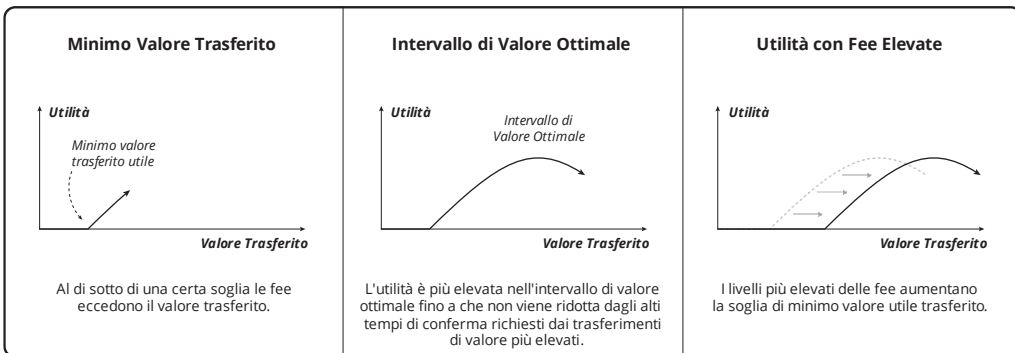 Minimo Valore Trasferito
Utilità
Minimo valore
trasferito utile
Valore Trasferito
Al di sotto di una certa soglia le fee
eccedono il valore trasferito.
Intervallo di Valore Ottimale
Utilità
Intervallo di
Valore Ottimale
Valore Trasferito
L'utilità è più elevata nell'intervallo di valore
ottimale fino a che non viene ridotta dagli alti
tempi di conferma richiesti dai trasferimenti
di valore più elevati.
Utilità con Fee Elevate
Utilità
Valore Trasferito
I livelli più elevati delle fee aumentano
la soglia di minimo valore utile trasferito.